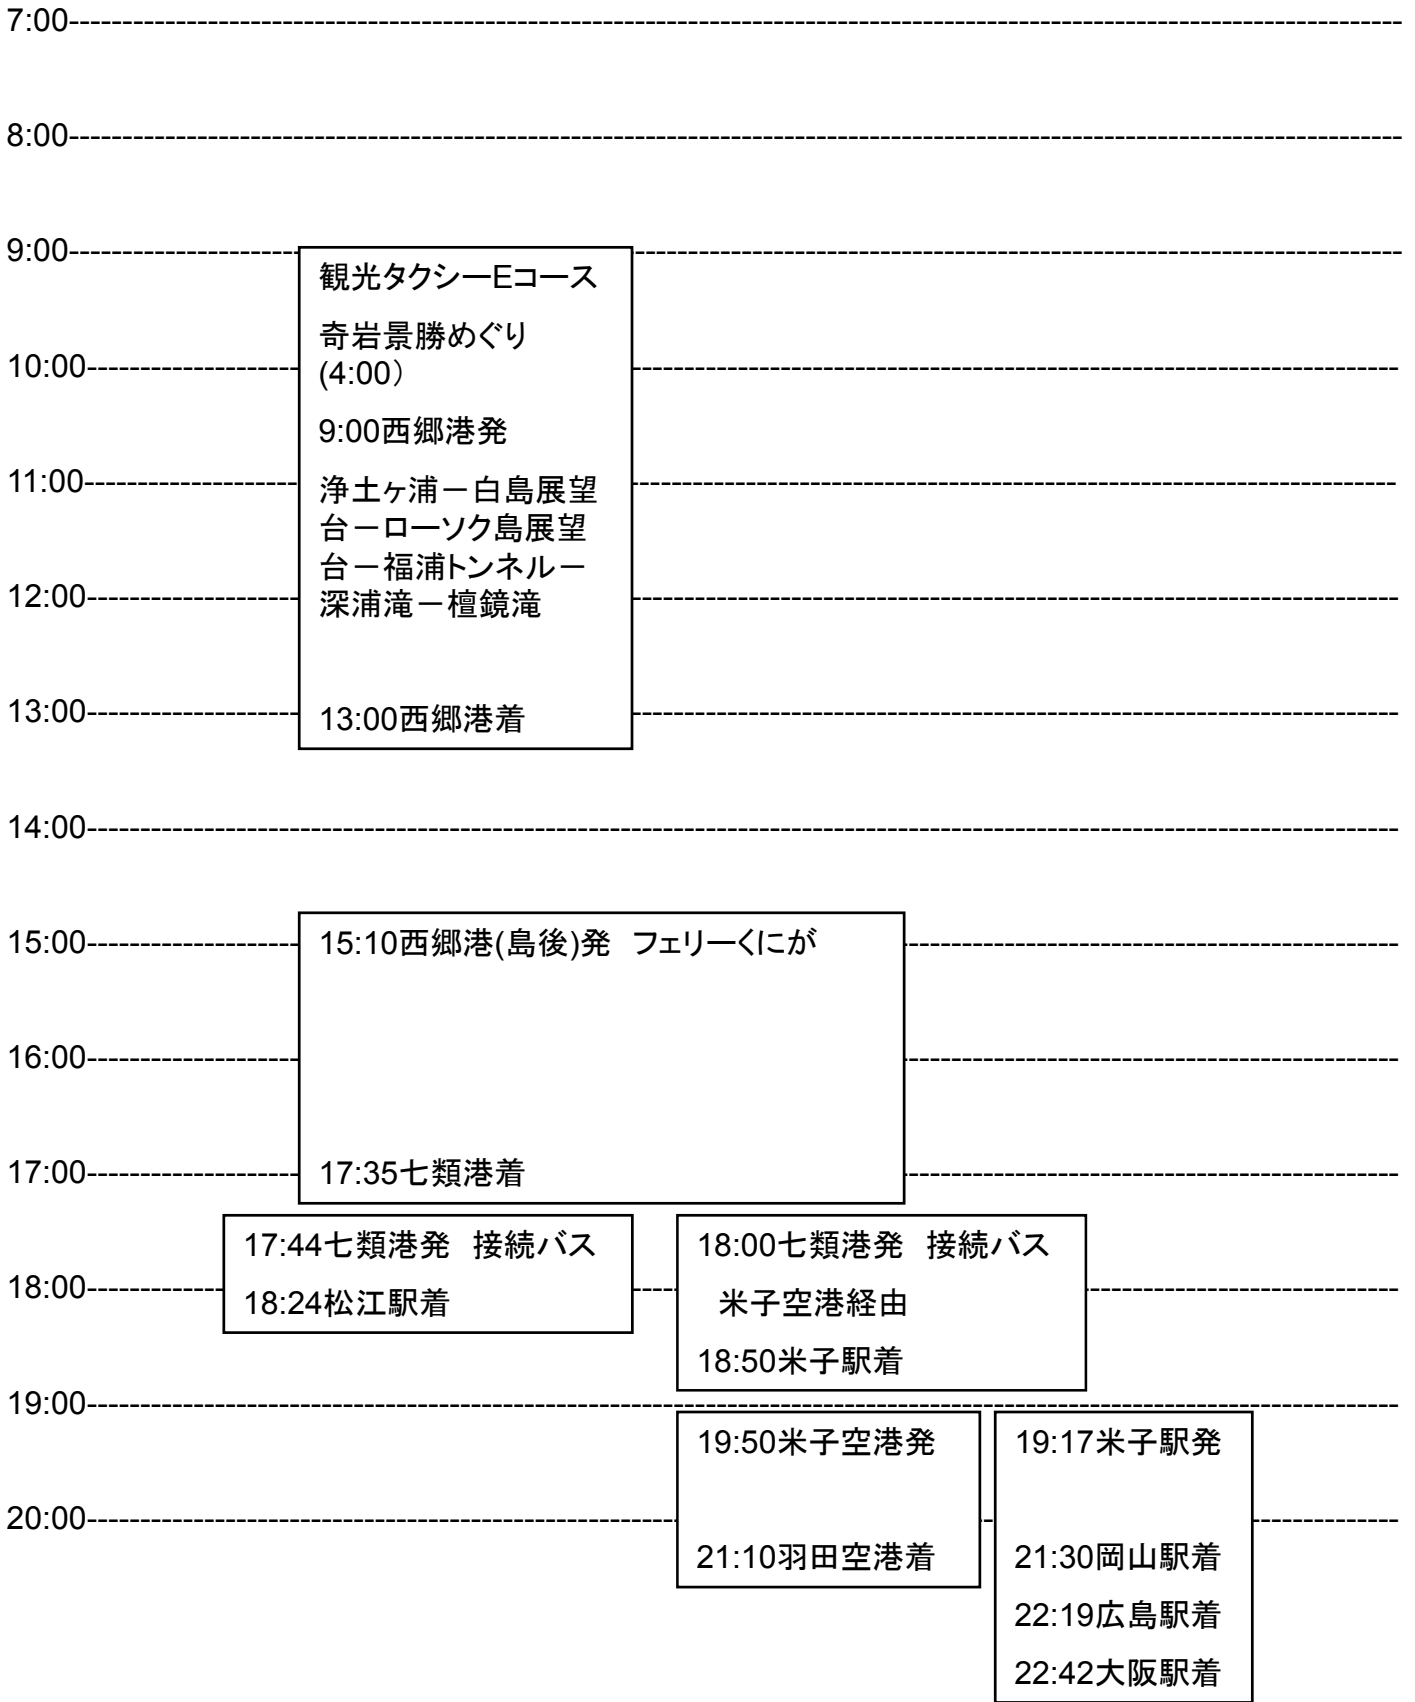 7:00
8:00
9:00
観光タクシーEコース
奇岩景勝めぐり
10:00
(4:00）
9:00西郷港発
11:00
浄土ヶ浦－白島展望
台－ローソク島展望
台－福浦トンネル－
12:00
深浦滝－檀鏡滝
13:00
13:00西郷港着
14:00
15:00
15:10西郷港(島後)発　フェリーくにが
16:00
17:00
17:35七類港着
17:44七類港発　接続バス
18:00
18:24松江駅着
18:00七類港発　接続バス
米子空港経由
18:50米子駅着
19:00
19:50米子空港発
20:00
21:10羽田空港着
19:17米子駅発
21:30岡山駅着
22:19広島駅着
22:42大阪駅着